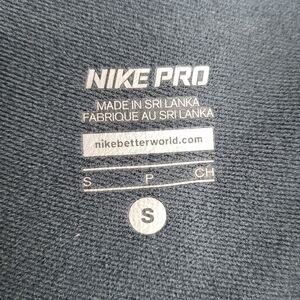 NIKE PRO
MADE IN SRI LANKA
FABRIQUE AU SRI LANKA
nikebetterworld.com
S P CH
S